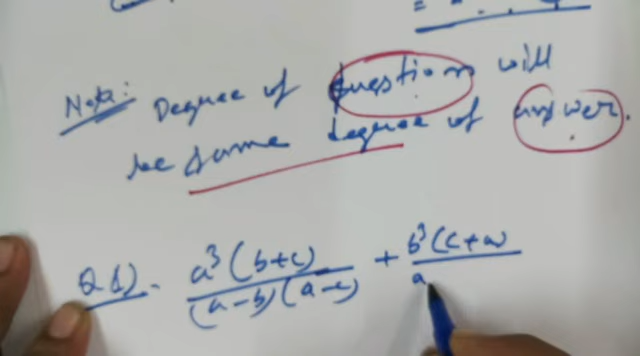 Note: Degree of question will
be same degree of answer.
Q1). a³(b+c)/(a-b)(a-c) + b³(c+a)/a